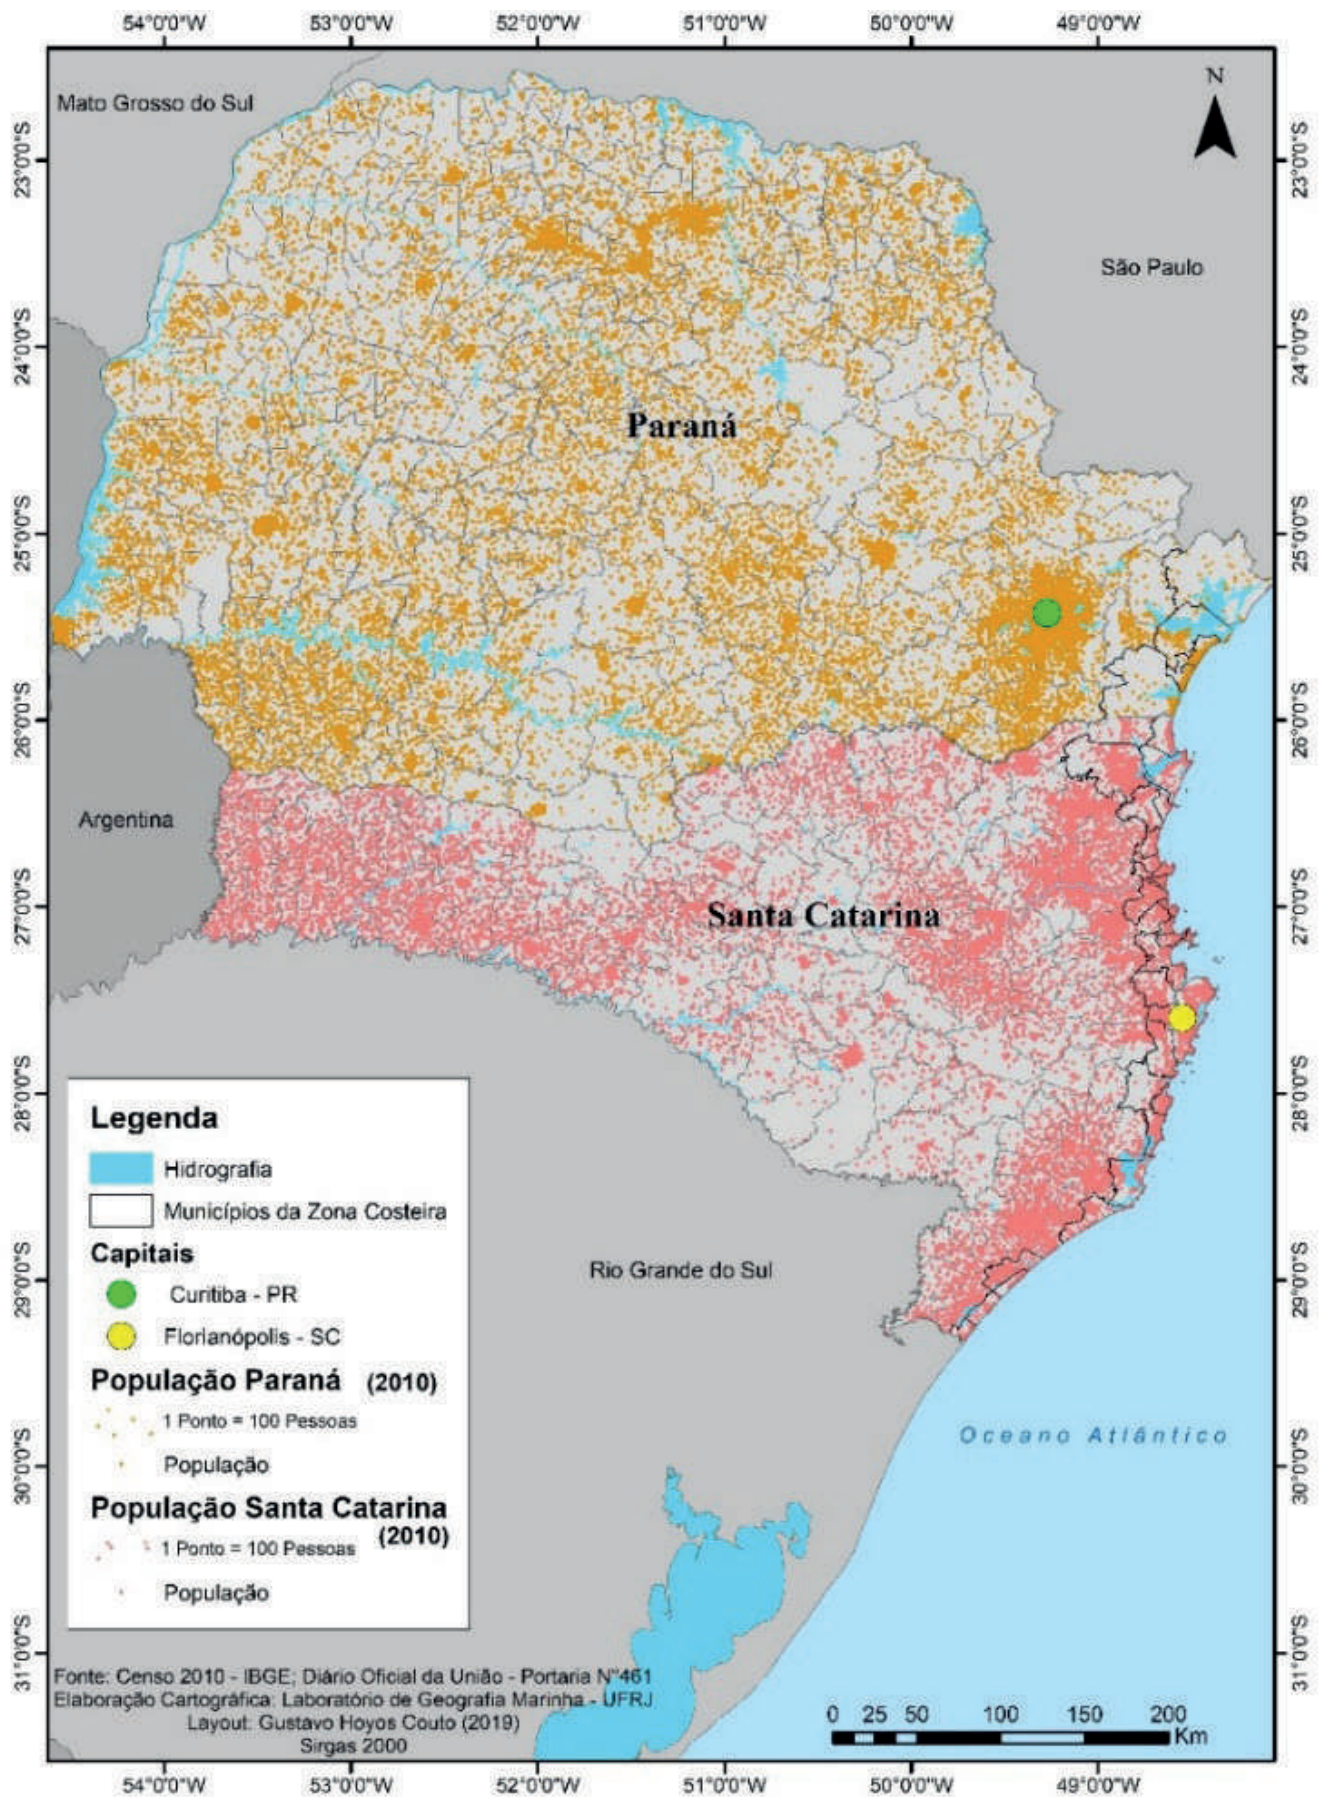 54°0'0"W 53°0'0"W 52°0'0"W 51°0'0"W 50°0'0"W 49°0'0"W
N
Mato Grosso do Sul
São Paulo
Paraná
Argentina
Santa Catarina
Rio Grande do Sul
Oceano Atlântico
23°0'0"S
24°0'0"S
25°0'0"S
26°0'0"S
27°0'0"S
28°0'0"S
29°0'0"S
30°0'0"S
31°0'0"S
23°0'0"S
24°0'0"S
25°0'0"S
26°0'0"S
27°0'0"S
28°0'0"S
29°0'0"S
30°0'0"S
31°0'0"S
Legenda
Hidrografia
Municípios da Zona Costeira
Capitais
Curitiba - PR
Florianópolis - SC
População Paraná (2010)
1 Ponto = 100 Pessoas
População
População Santa Catarina
(2010)
1 Ponto = 100 Pessoas
População
Fonte: Censo 2010 - IBGE; Diário Oficial da União - Portaria N°461
Elaboração Cartográfica: Laboratório de Geografia Marinha - UFRJ
Layout: Gustavo Hoyos Couto (2019)
Sirgas 2000
0 25 50 100 150 200
Km
54°0'0"W 53°0'0"W 52°0'0"W 51°0'0"W 50°0'0"W 49°0'0"W